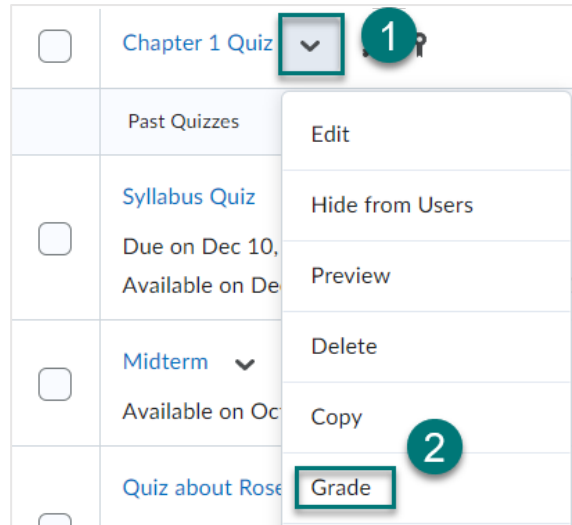 Chapter 1 Quiz
1
Past Quizzes
Edit
Syllabus Quiz
Hide from Users
Due on Dec 10,
Preview
Available on De
Delete
Midterm
Available on Oc
Copy
2
Quiz about Rose
Grade